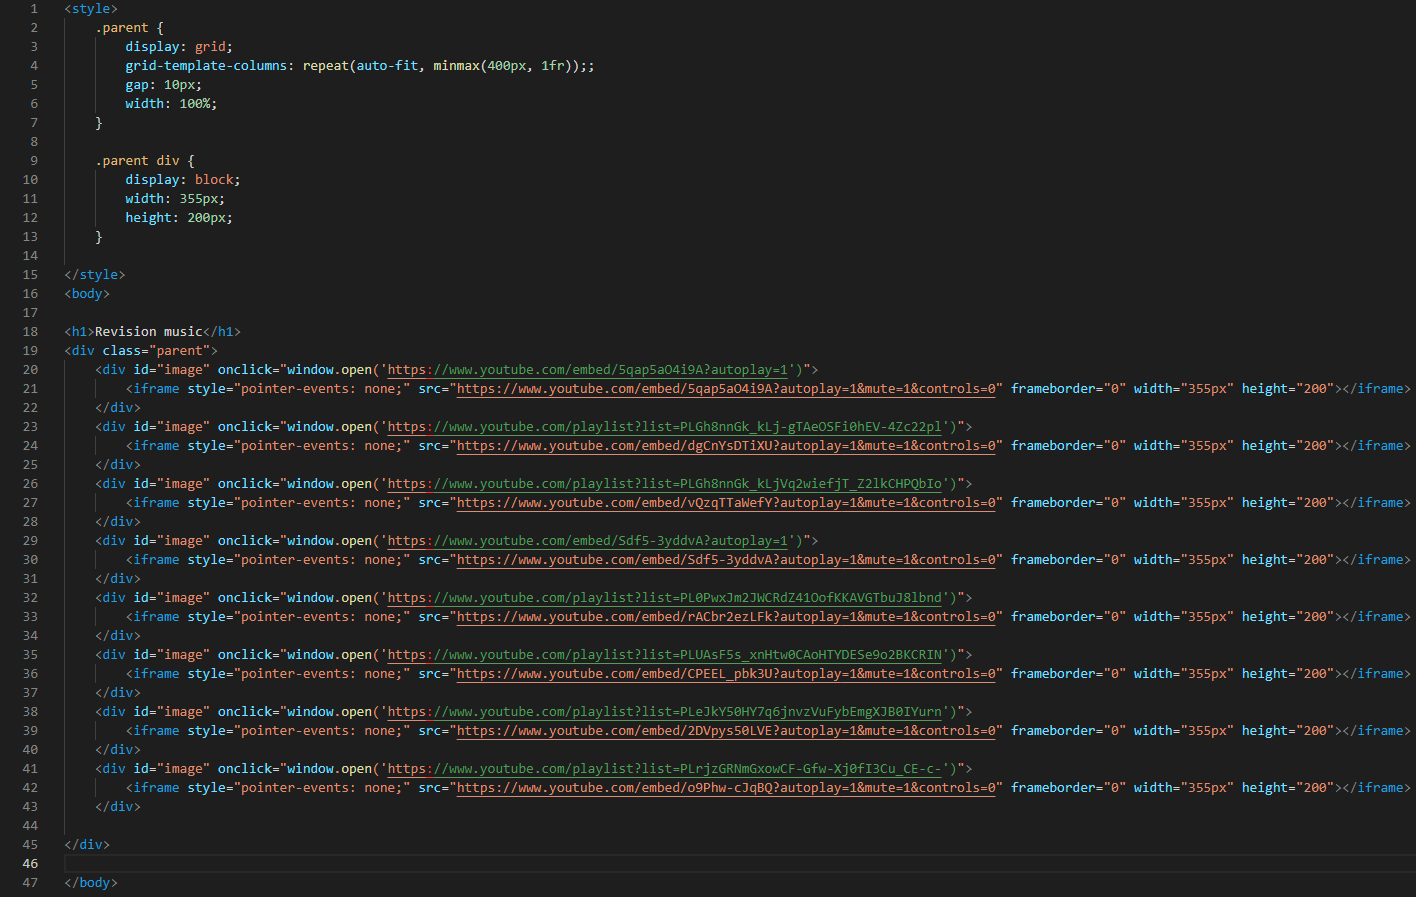 1 <style>
2 .parent {
3 display: grid;
4 grid-template-columns: repeat(auto-fit, minmax(400px, 1fr));;
5 gap: 10px;
6 width: 100%;
7 }
8
9 .parent div {
10 display: block;
11 width: 355px;
12 height: 200px;
13 }
14
15 </style>
16 <body>
17
18 <h1>Revision music</h1>
19 <div class="parent">
20 <div id="image" onclick="window.open('https://www.youtube.com/embed/5qap5aO4i9A?autoplay=1')">
21 <iframe style="pointer-events: none;" src="https://www.youtube.com/embed/5qap5aO4i9A?autoplay=1&mute=1&controls=0" frameborder="0" width="355px" height="200"></iframe>
22 </div>
23 <div id="image" onclick="window.open('https://www.youtube.com/playlist?list=PLGh8nnGk_kLj-gTAeOSFi0hEV-4Zc22pl')">
24 <iframe style="pointer-events: none;" src="https://www.youtube.com/embed/dgCnYsDTiXU?autoplay=1&mute=1&controls=0" frameborder="0" width="355px" height="200"></iframe>
25 </div>
26 <div id="image" onclick="window.open('https://www.youtube.com/playlist?list=PLGh8nnGk_kLjVq2wiefjT_Z2lkCHPQbIo')">
27 <iframe style="pointer-events: none;" src="https://www.youtube.com/embed/vQzqTTaWefY?autoplay=1&mute=1&controls=0" frameborder="0" width="355px" height="200"></iframe>
28 </div>
29 <div id="image" onclick="window.open('https://www.youtube.com/embed/Sdf5-3yddvA?autoplay=1')">
30 <iframe style="pointer-events: none;" src="https://www.youtube.com/embed/Sdf5-3yddvA?autoplay=1&mute=1&controls=0" frameborder="0" width="355px" height="200"></iframe>
31 </div>
32 <div id="image" onclick="window.open('https://www.youtube.com/playlist?list=PL0PwxJm2JWCRdZ41OofKKAVGTbuJ8lbnd')">
33 <iframe style="pointer-events: none;" src="https://www.youtube.com/embed/rACbr2ezLFk?autoplay=1&mute=1&controls=0" frameborder="0" width="355px" height="200"></iframe>
34 </div>
35 <div id="image" onclick="window.open('https://www.youtube.com/playlist?list=PLUAsF5s_xnHtw0CAoHTYDESe9o2BKCRIN')">
36 <iframe style="pointer-events: none;" src="https://www.youtube.com/embed/CPEEL_pbk3U?autoplay=1&mute=1&controls=0" frameborder="0" width="355px" height="200"></iframe>
37 </div>
38 <div id="image" onclick="window.open('https://www.youtube.com/playlist?list=PLeJkY50HY7q6jnvzVuFybEmgXJB0IYurn')">
39 <iframe style="pointer-events: none;" src="https://www.youtube.com/embed/2DVpys50LVE?autoplay=1&mute=1&controls=0" frameborder="0" width="355px" height="200"></iframe>
40 </div>
41 <div id="image" onclick="window.open('https://www.youtube.com/playlist?list=PLrjzGRNmGxowCF-Gfw-Xj0fI3Cu_CE-c-')">
42 <iframe style="pointer-events: none;" src="https://www.youtube.com/embed/o9Phw-cJqBQ?autoplay=1&mute=1&controls=0" frameborder="0" width="355px" height="200"></iframe>
43 </div>
44
45 </div>
46
47 </body>